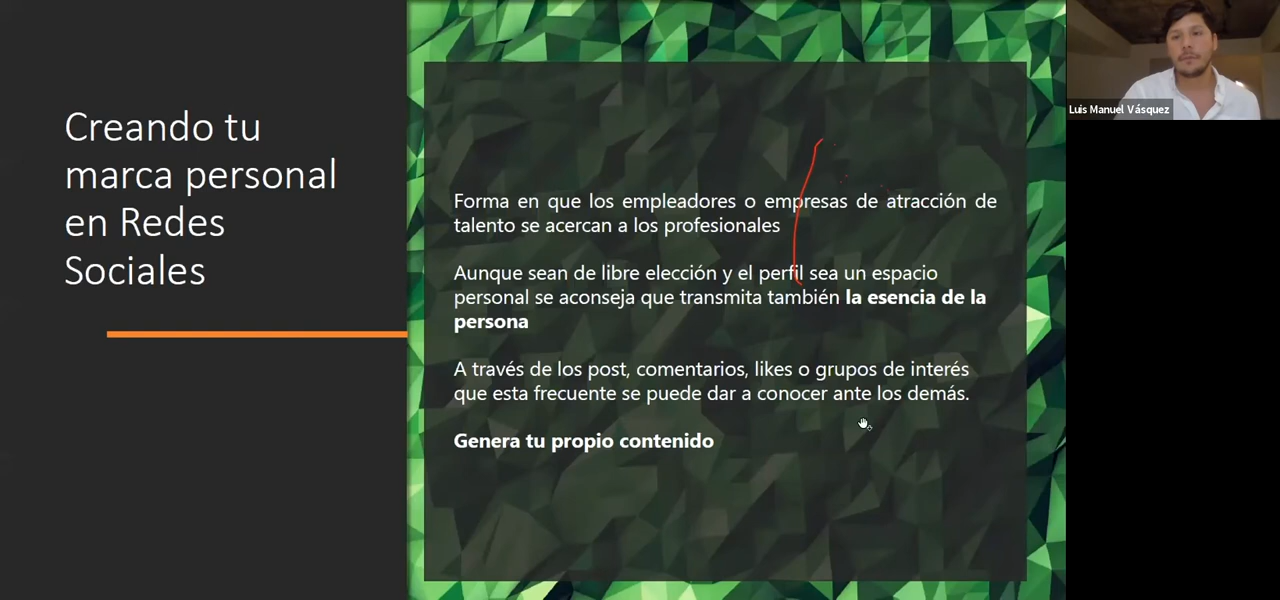 Creando tu
marca personal
en Redes
Sociales
Forma en que los empleadores o empresas de atracción de
talento se acercan a los profesionales
Aunque sean de libre elección y el perfil sea un espacio
personal se aconseja que transmita también la esencia de la
persona
A través de los post, comentarios, likes o grupos de interés
que esta frecuente se puede dar a conocer ante los demás.
Genera tu propio contenido
Luis Manuel Vásquez